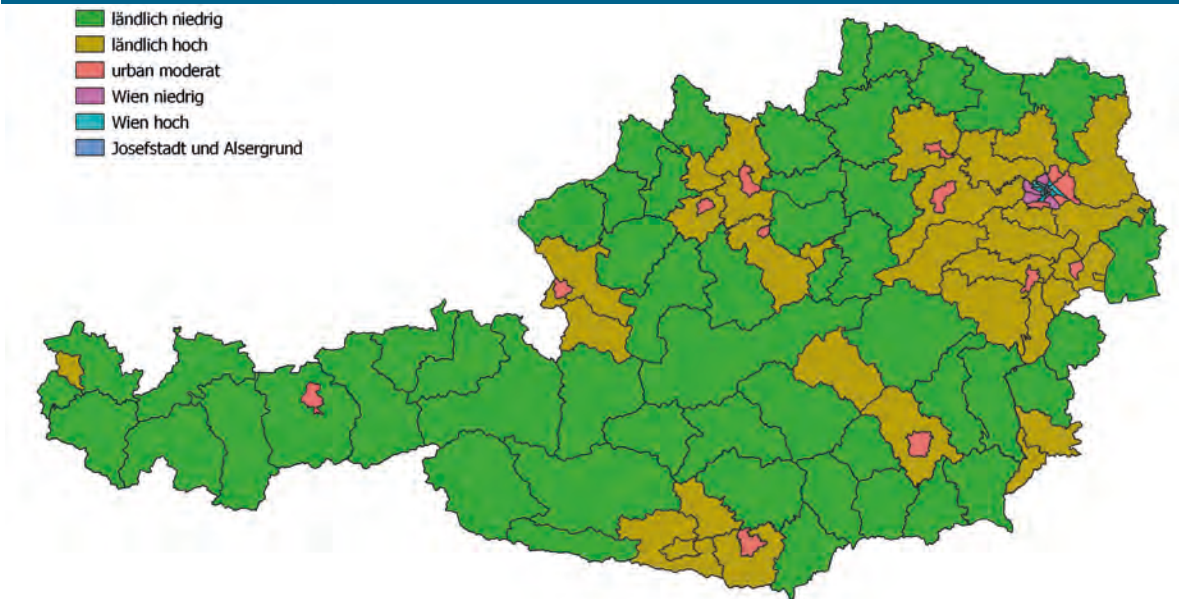 ländlich niedrig
ländlich hoch
urban moderat
Wien niedrig
Wien hoch
Josefstadt und Alsergrund